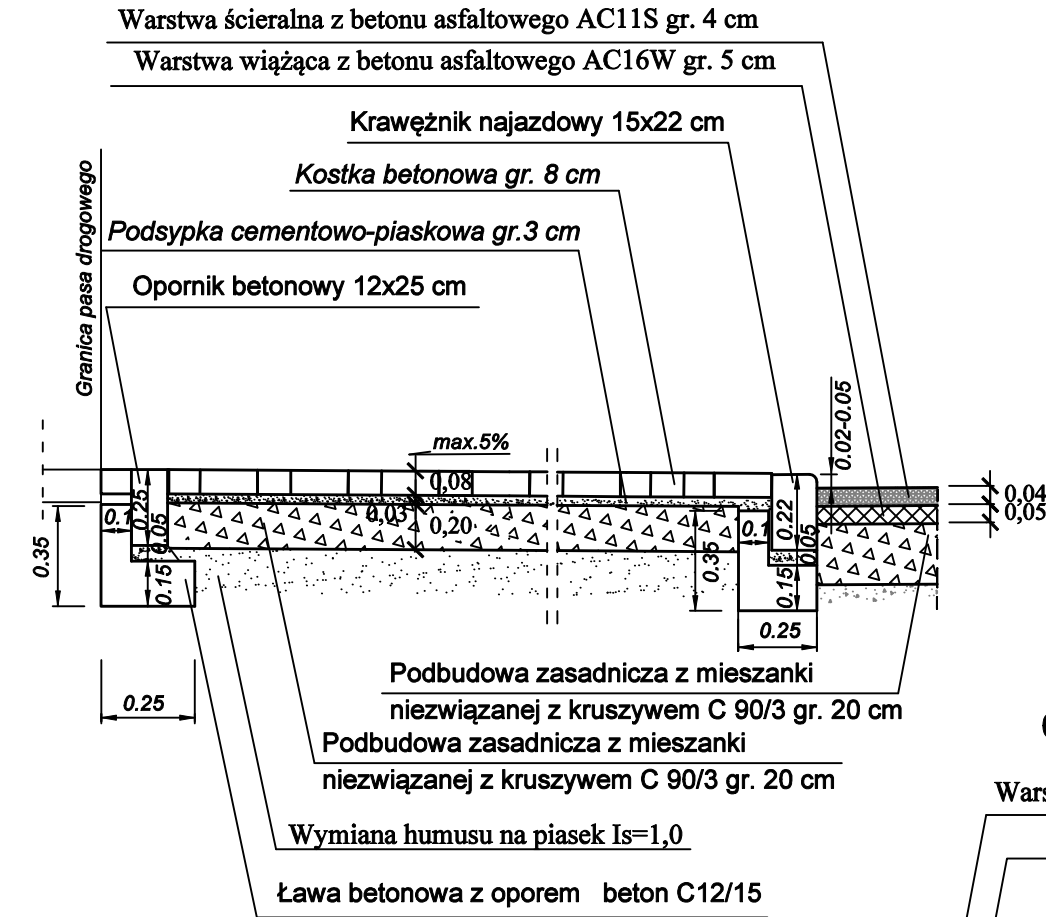 Warstwa ścieralna z betonu asfaltowego AC11S gr. 4 cm
Warstwa wiążąca z betonu asfaltowego AC16W gr. 5 cm
Krawężnik najazdowy 15x22 cm
Kostka betonowa gr. 8 cm
Granica pasa drogowego
Podsypka cementowo-piaskowa gr.3 cm
Opornik betonowy 12x25 cm
max.5%
0.02-0.05
0,08
0,03
0,20
0,04
0,05
0.1
0.25
0.05
0.15
0.35
0.35
0.1
0.22
0.05
0.15
0.25
0.25
Podbudowa zasadnicza z mieszanki
niezwiązanej z kruszywem C 90/3 gr. 20 cm
Podbudowa zasadnicza z mieszanki
niezwiązanej z kruszywem C 90/3 gr. 20 cm
Wymiana humusu na piasek Is=1,0
Ława betonowa z oporem beton C12/15